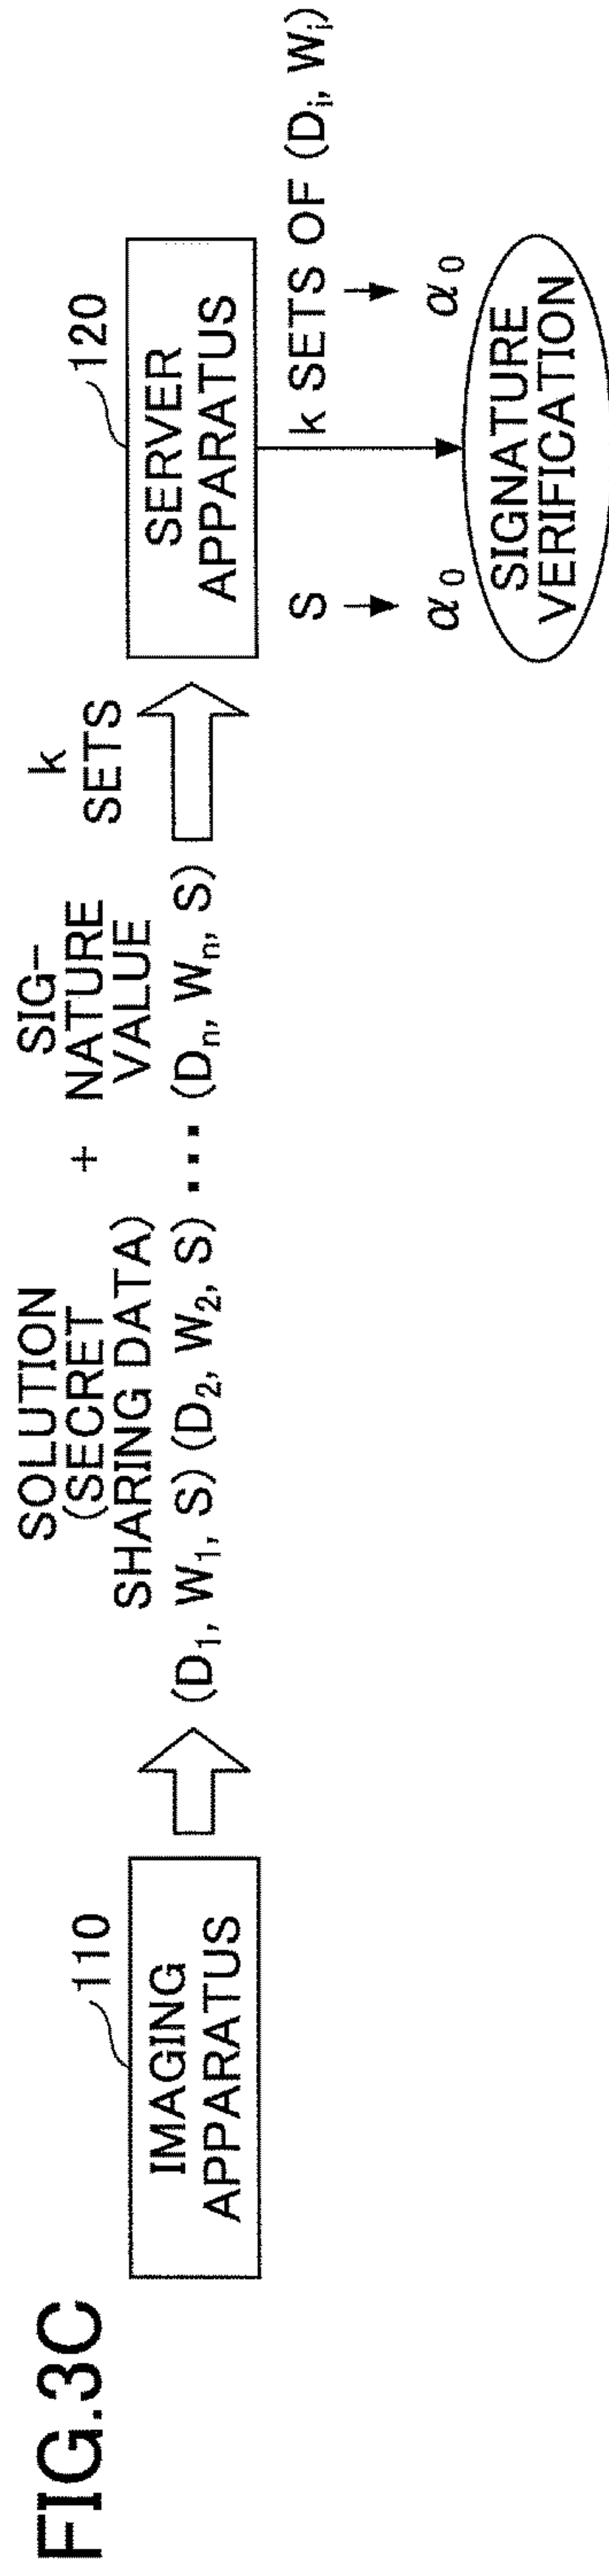 FIG.3C
110
IMAGING
APPARATUS
SOLUTION
(SECRET
SHARING DATA)
+
SIG-
NATURE
VALUE
(D₁, W₁, S) (D₂, W₂, S) ▪▪▪ (Dₙ, Wₙ, S)
k
SETS
120
SERVER
APPARATUS
S
k SETS OF (Dᵢ, Wᵢ)
α₀
α₀
SIGNATURE
VERIFICATION